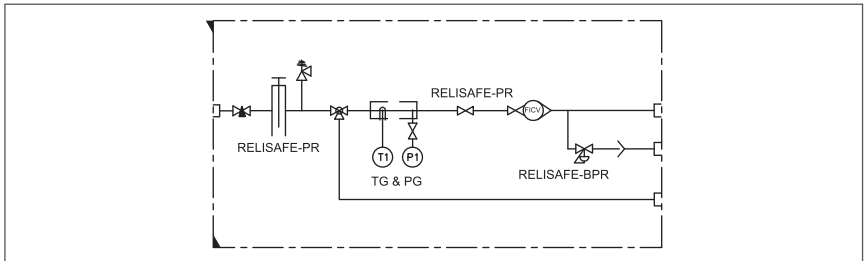 RELISAFE-PR
FICV
RELISAFE-PR
T1
P1
TG & PG
RELISAFE-BPR